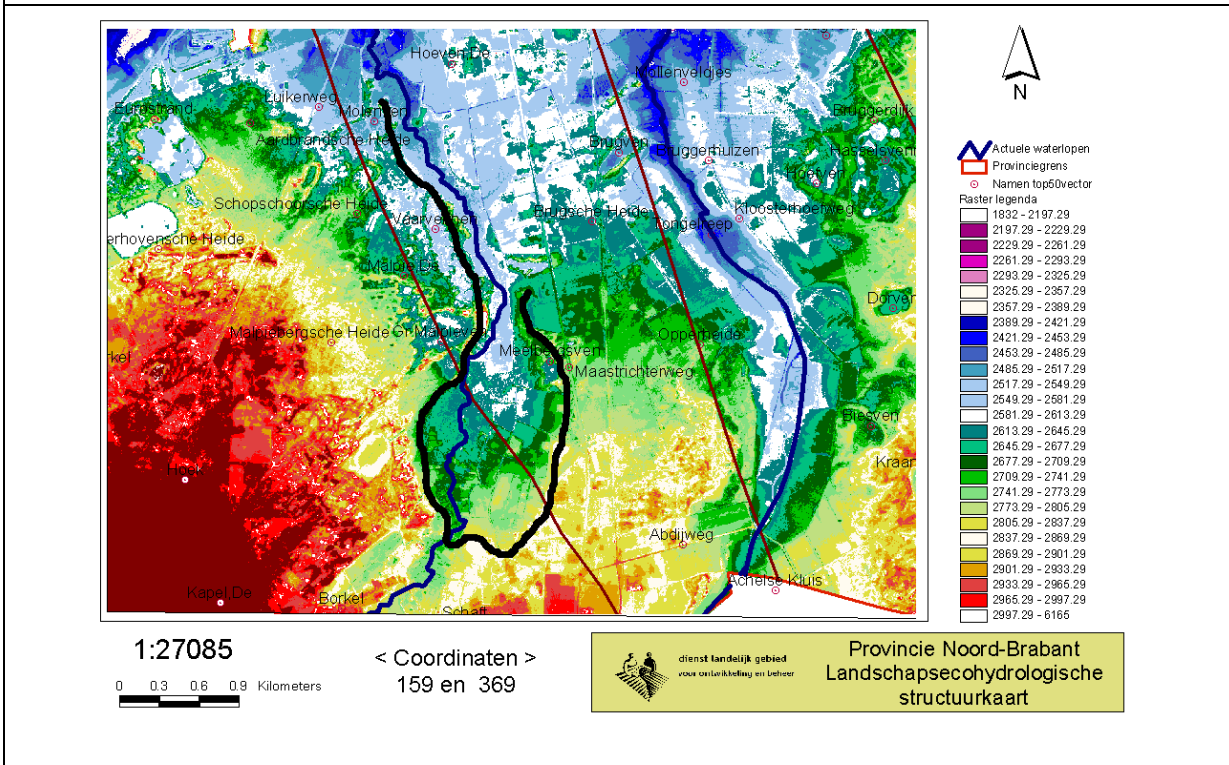 Hoeven,De
Mollenveldjes
Luikerweg
Eurostrand
Molenven
Bruggerdijk
Aardbrandsche Heide
Brugven
Bruggerhuizen
Hasselsvenn
Hoeven
Schopschoorsche Heide
Vaarvennen
Brugsche Heide
Kloosterhoefweg
Tongelreep
erhovensche Heide
Malpie,De
Dorven
Malpisbergsche Heide
Gr Malpieven
Opperheide
rkel
Meelbergsven
Maastrichterweg
Biesven
Hoek
Kraan
Abdijweg
Kapel,De
Borkel
Schaft
Achelse Kluis
N
Actuele waterlopen
Provinciegrens
Namen top50vector
Raster legenda
1832 - 2197.29
2197.29 - 2229.29
2229.29 - 2261.29
2261.29 - 2293.29
2293.29 - 2325.29
2325.29 - 2357.29
2357.29 - 2389.29
2389.29 - 2421.29
2421.29 - 2453.29
2453.29 - 2485.29
2485.29 - 2517.29
2517.29 - 2549.29
2549.29 - 2581.29
2581.29 - 2613.29
2613.29 - 2645.29
2645.29 - 2677.29
2677.29 - 2709.29
2709.29 - 2741.29
2741.29 - 2773.29
2773.29 - 2805.29
2805.29 - 2837.29
2837.29 - 2869.29
2869.29 - 2901.29
2901.29 - 2933.29
2933.29 - 2965.29
2965.29 - 2997.29
2997.29 - 6165
1:27085
0 0.3 0.6 0.9 Kilometers
< Coordinaten >
159 en 369
dienst landelijk gebied
voor ontwikkeling en beheer
Provincie Noord-Brabant
Landschapsecohydrologische
structuurkaart